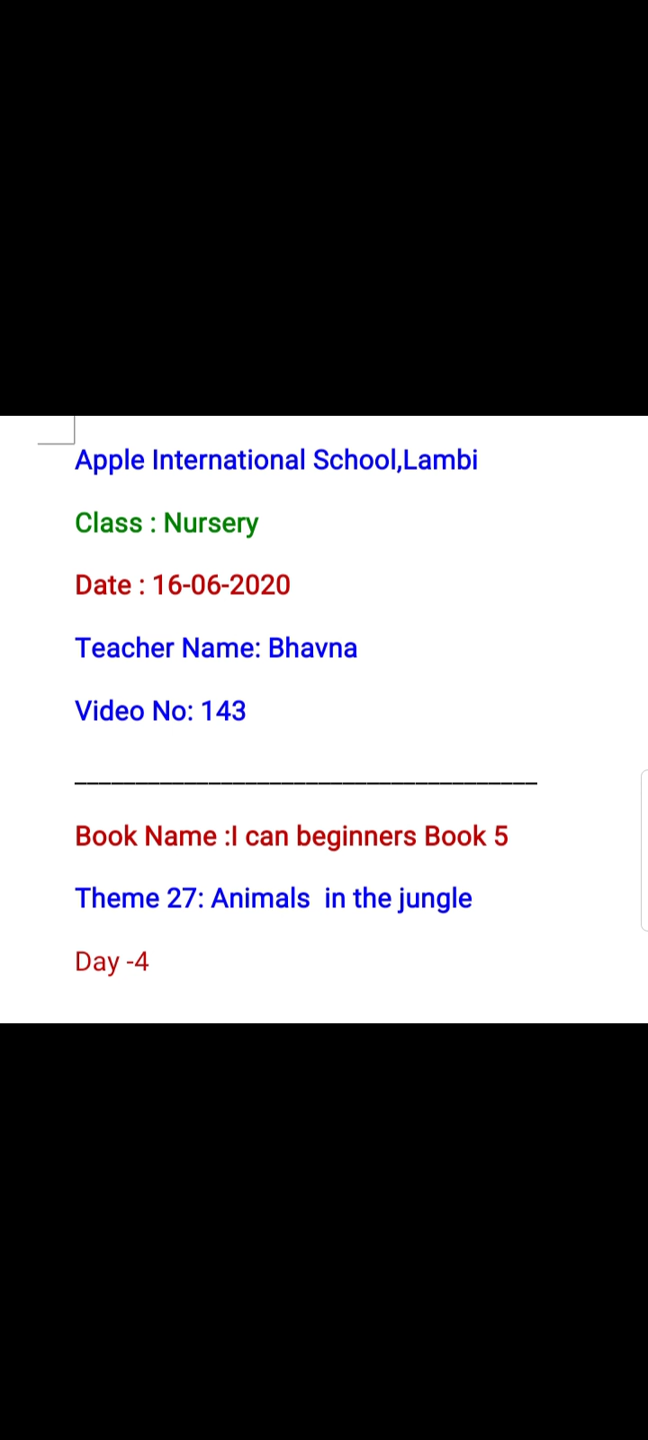 Apple International School,Lambi
Class : Nursery
Date : 16-06-2020
Teacher Name: Bhavna
Video No: 143
______________________________________
Book Name :I can beginners Book 5
Theme 27: Animals  in the jungle
Day -4